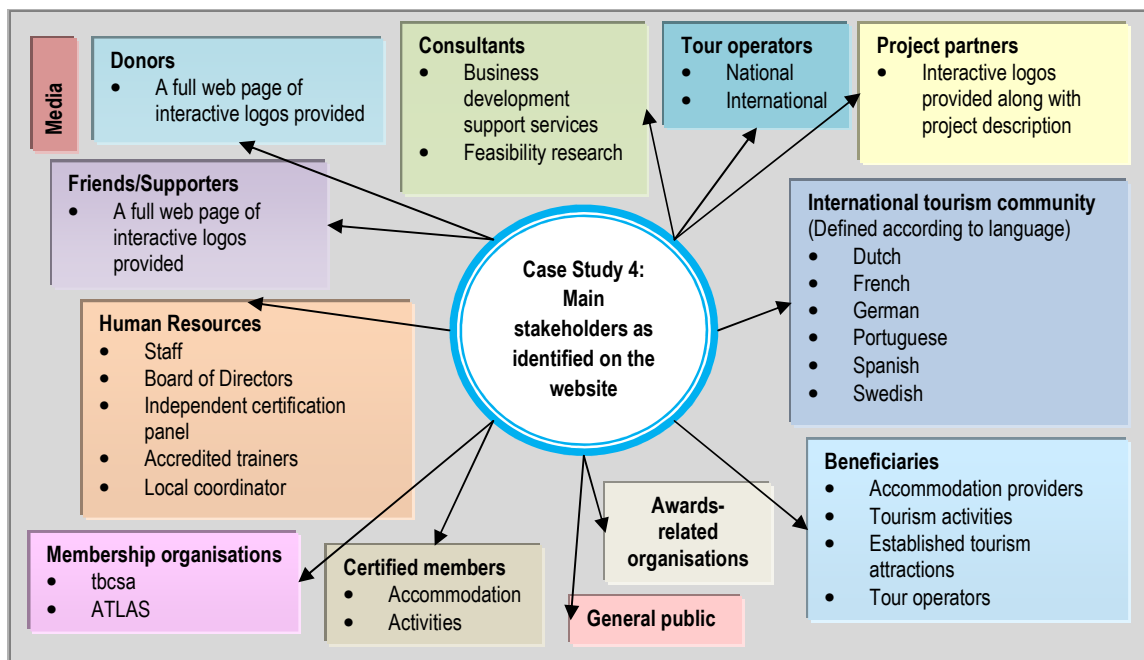 Media
Donors
• A full web page of
interactive logos provided
Consultants
• Business
development
support services
• Feasibility research
Tour operators
• National
• International
Project partners
• Interactive logos
provided along with
project description
Friends/Supporters
• A full web page of
interactive logos
provided
International tourism community
(Defined according to language)
• Dutch
• French
• German
• Portuguese
• Spanish
• Swedish
Case Study 4:
Main
stakeholders as
identified on the
website
Human Resources
• Staff
• Board of Directors
• Independent certification
panel
• Accredited trainers
• Local coordinator
Beneficiaries
• Accommodation providers
• Tourism activities
• Established tourism
attractions
• Tour operators
Awards-
related
organisations
Membership organisations
• tbcsa
• ATLAS
Certified members
• Accommodation
• Activities
General public